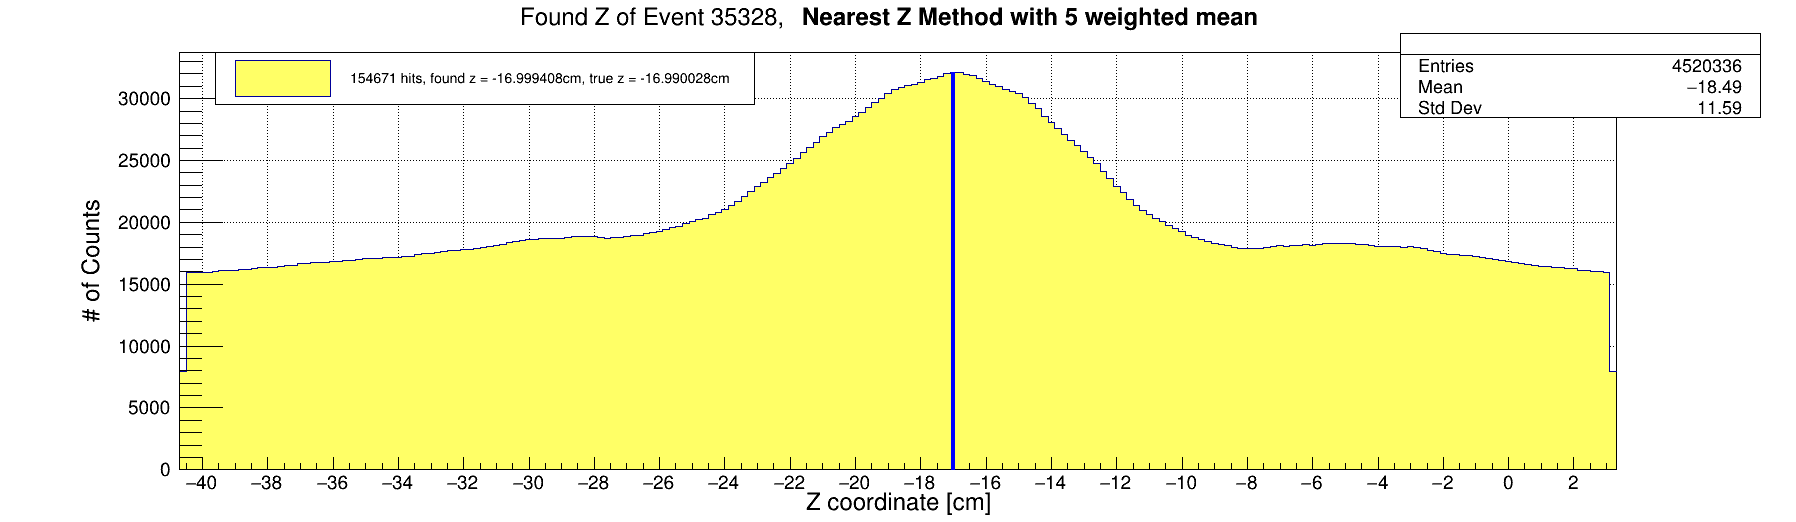 Found Z of Event 35328, Nearest Z Method with 5 weighted mean
154671 hits, found z = -16.999408cm, true z = -16.990028cm
Entries 4520336
Mean −18.49
Std Dev 11.59
# of Counts
30000
25000
20000
15000
10000
5000
0
−40 −38 −36 −34 −32 −30 −28 −26 −24 −22 −20 −18 −16 −14 −12 −10 −8 −6 −4 −2 0 2
Z coordinate [cm]